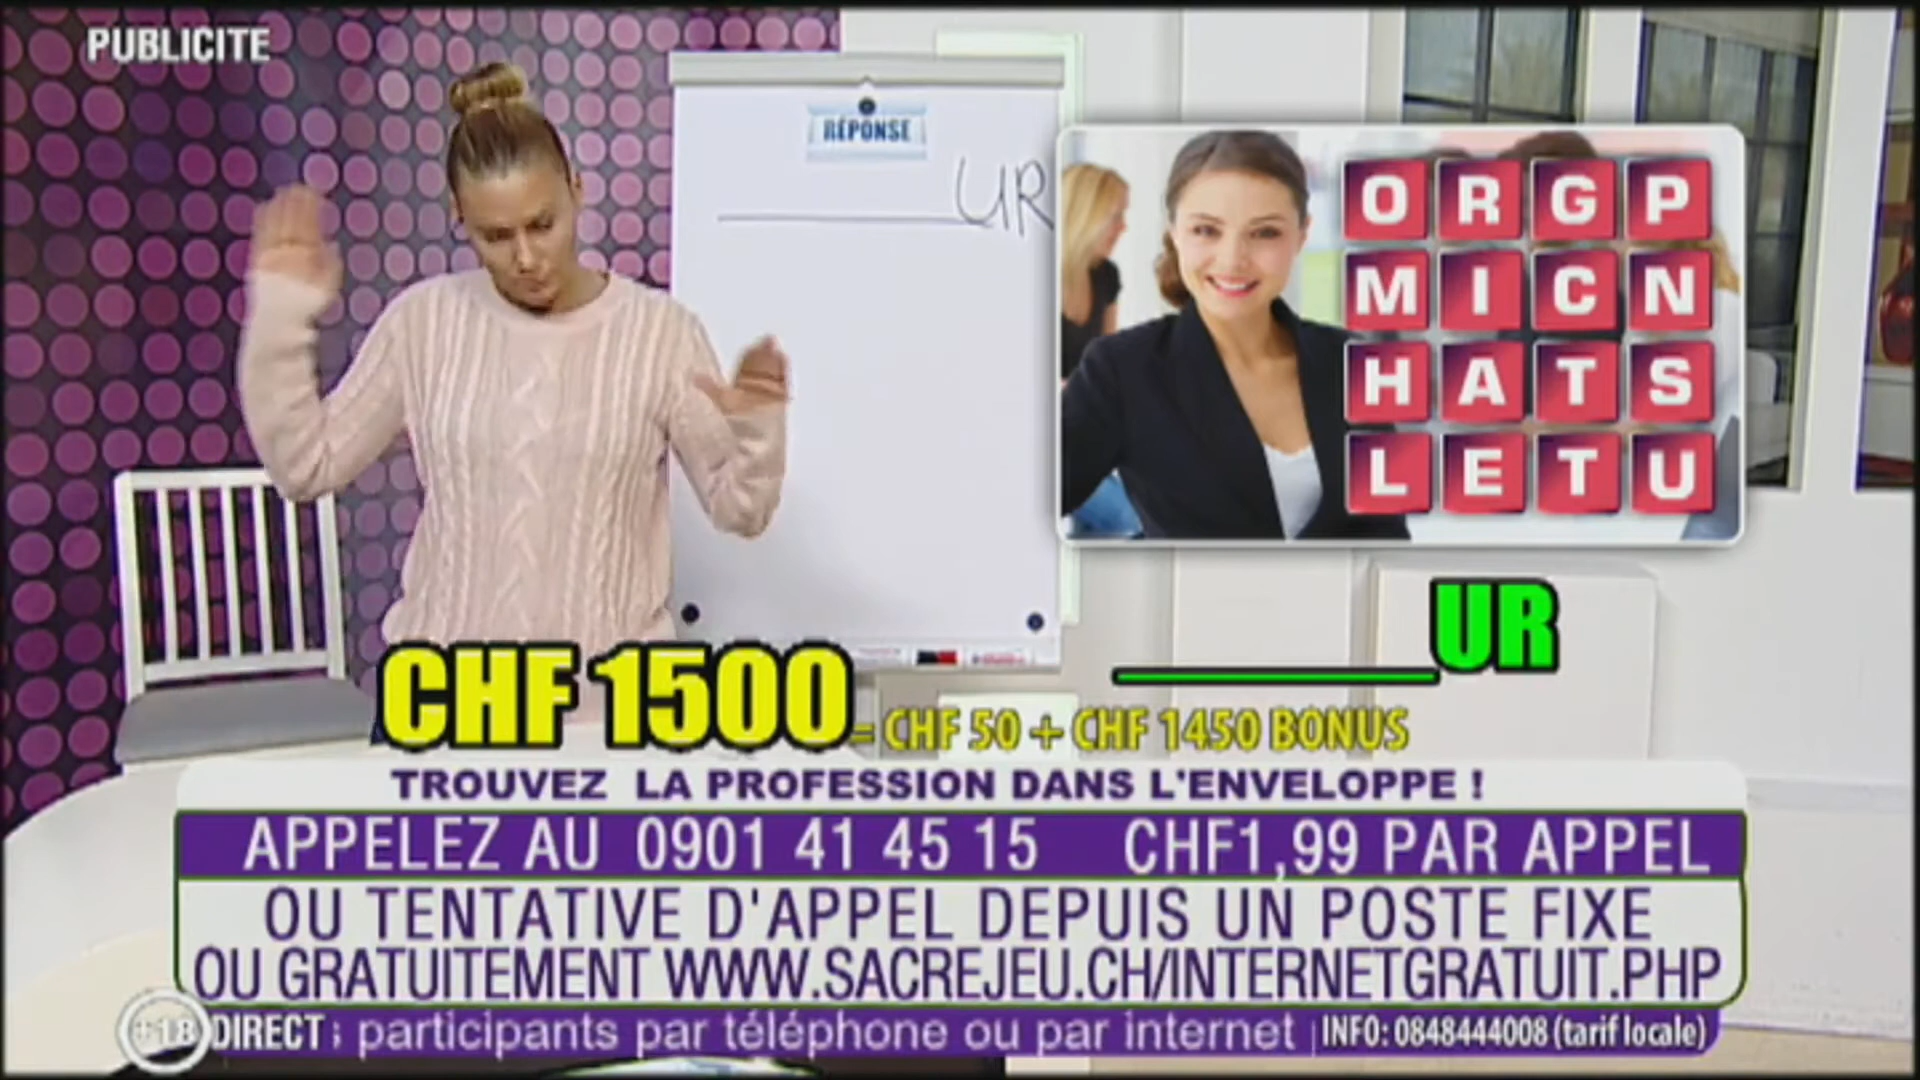 PUBLICITE
RÉPONSE
UR
O R G P
M I C N
H A T S
L E T U
UR
CHF 1500 = CHF 50 + CHF 1450 BONUS
TROUVEZ LA PROFESSION DANS L'ENVELOPPE !
APPELEZ AU 0901 41 45 15 CHF1,99 PAR APPEL
OU TENTATIVE D'APPEL DEPUIS UN POSTE FIXE
OU GRATUITEMENT WWW.SACREJEU.CH/INTERNETGRATUIT.PHP
+18 DIRECT ; participants par téléphone ou par internet INFO: 0848444008 (tarif locale)